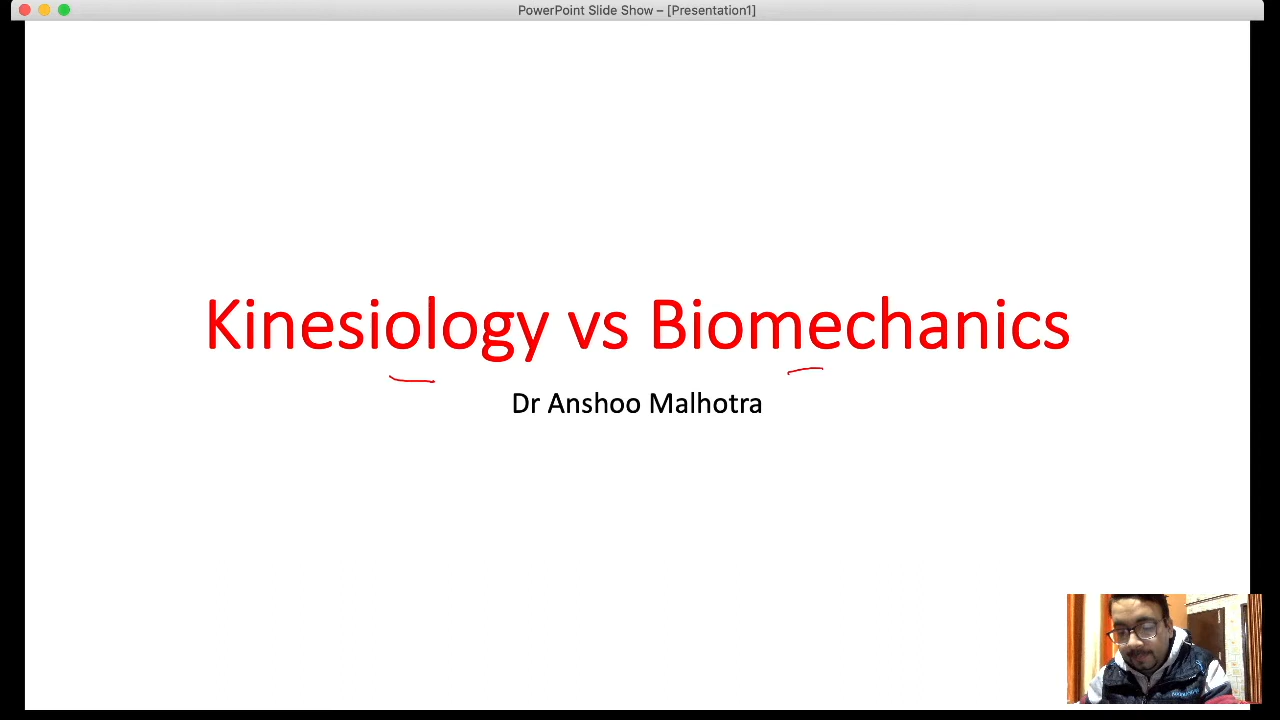 PowerPoint Slide Show – [Presentation1]
Kinesiology vs Biomechanics
Dr Anshoo Malhotra